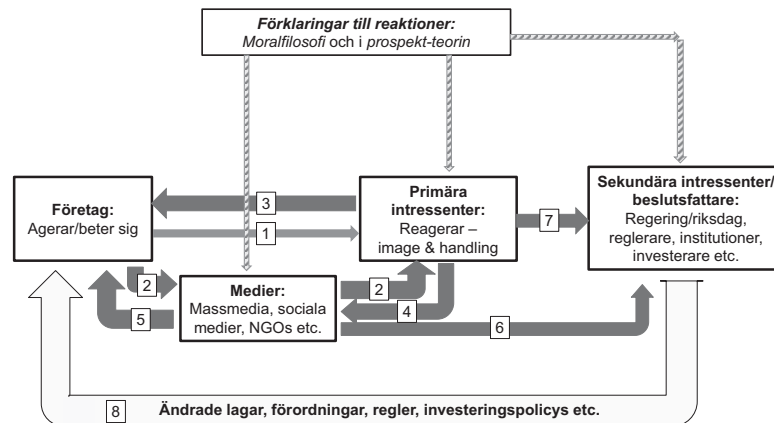 Förklaringar till reaktioner:
Moralfilosofi och i prospekt-teorin
Företag:
Agerar/beter sig
3
1
Primära
intressenter:
Reagerar –
image & handling
7
Sekundära intressenter/
beslutsfattare:
Regering/riksdag,
reglerare, institutioner,
investerare etc.
2
5
Medier:
Massmedia, sociala
medier, NGOs etc.
2
4
6
8
Ändrade lagar, förordningar, regler, investeringspolicys etc.